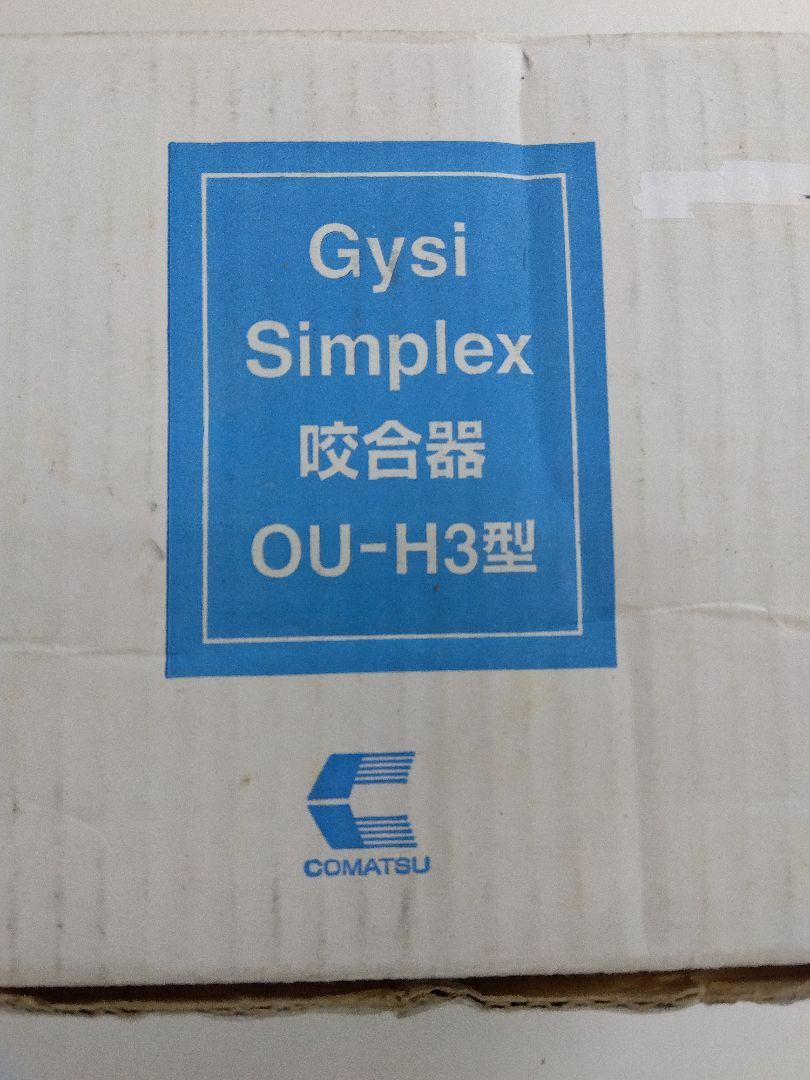 Gysi
Simplex
咬合器
OU-H3型
COMATSU